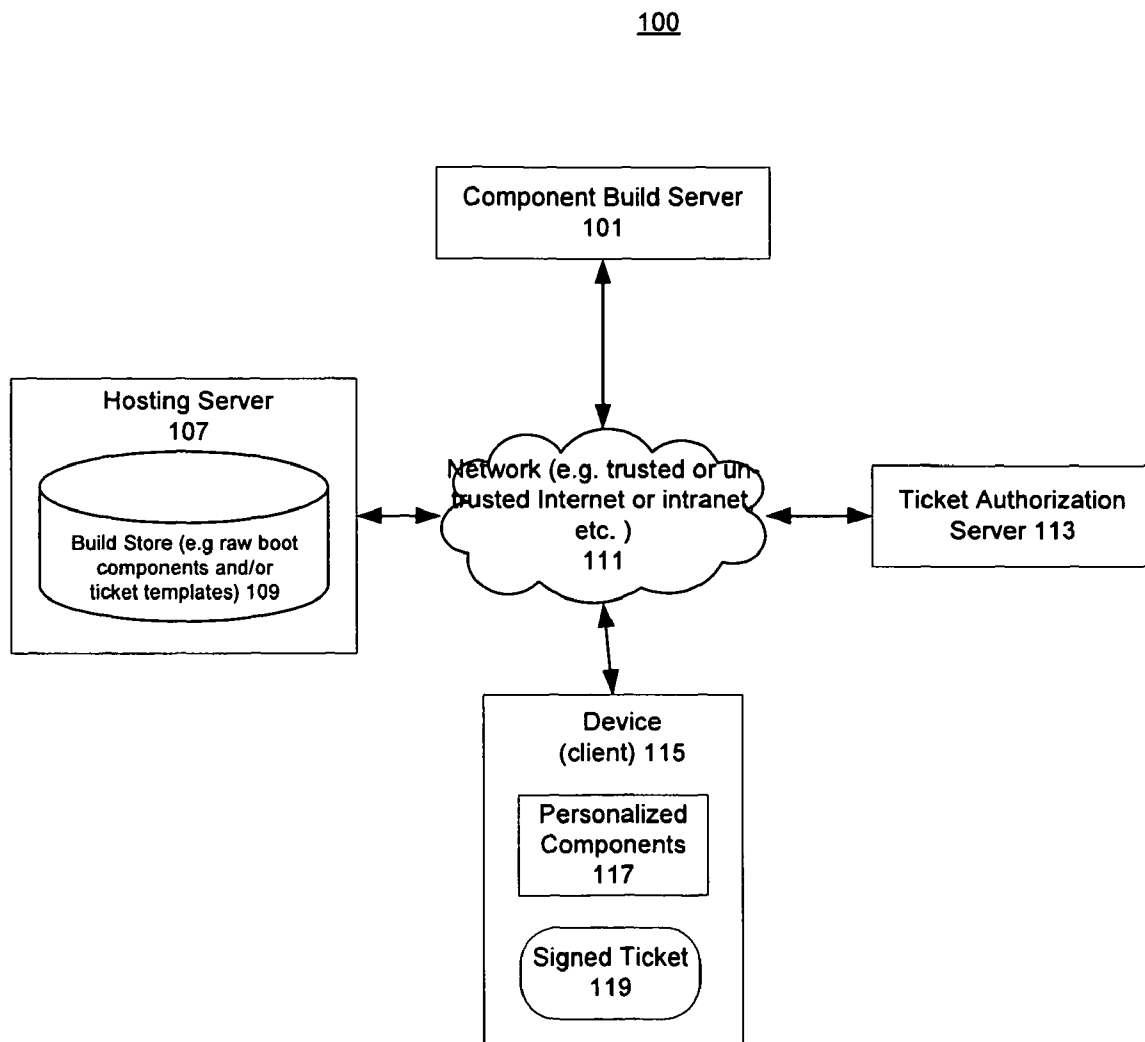 100
Component Build Server
101
Hosting Server
107
Build Store (e.g raw boot
components and/or
ticket templates) 109
Network (e.g. trusted or un-
trusted Internet or intranet,
etc. )
111
Ticket Authorization
Server 113
Device
(client) 115
Personalized
Components
117
Signed Ticket
119